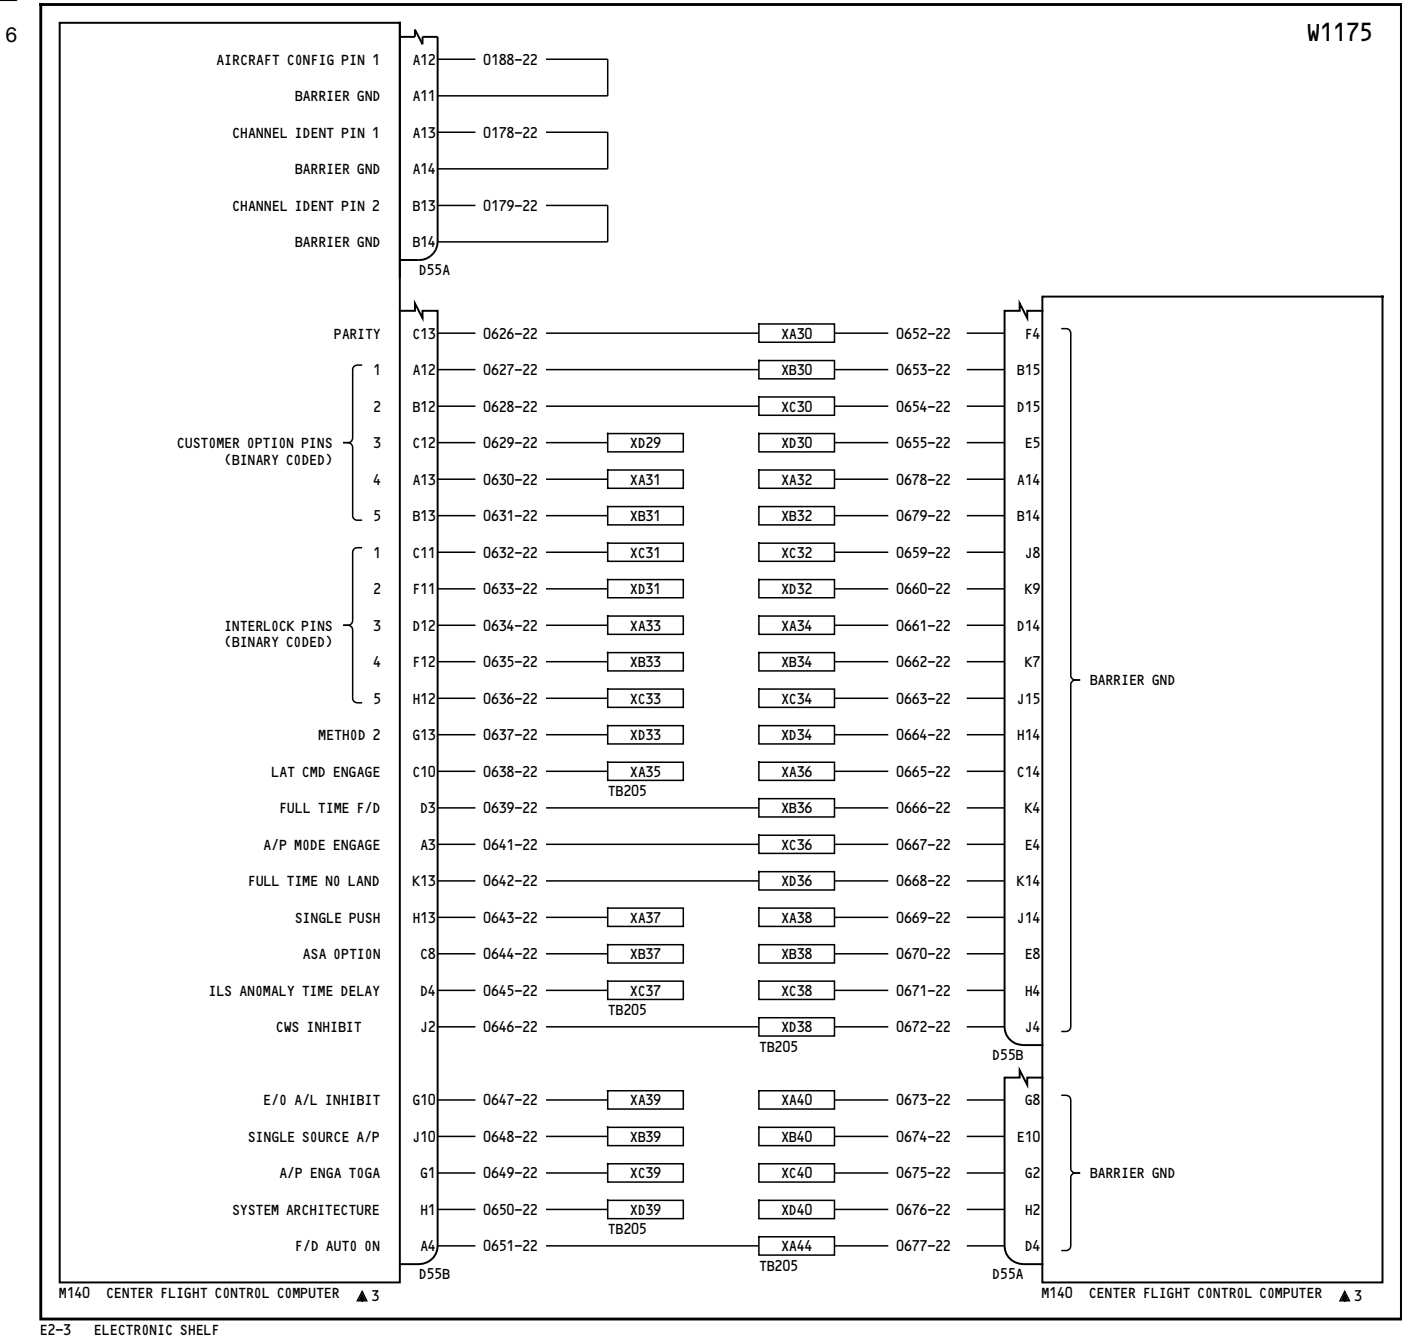 6
W1175
AIRCRAFT CONFIG PIN 1 A12 0188-22
BARRIER GND A11
CHANNEL IDENT PIN 1 A13 0178-22
BARRIER GND A14
CHANNEL IDENT PIN 2 B13 0179-22
BARRIER GND B14
D55A
PARITY C13 0626-22 XA30 0652-22 F4
1 A12 0627-22 XB30 0653-22 B15
2 B12 0628-22 XC30 0654-22 D15
CUSTOMER OPTION PINS 3 C12 0629-22 XD29 XD30 0655-22 E5
(BINARY CODED)
4 A13 0630-22 XA31 XA32 0678-22 A14
5 B13 0631-22 XB31 XB32 0679-22 B14
1 C11 0632-22 XC31 XC32 0659-22 J8
2 F11 0633-22 XD31 XD32 0660-22 K9
INTERLOCK PINS 3 D12 0634-22 XA33 XA34 0661-22 D14
(BINARY CODED)
4 F12 0635-22 XB33 XB34 0662-22 K7
BARRIER GND
5 H12 0636-22 XC33 XC34 0663-22 J15
METHOD 2 G13 0637-22 XD33 XD34 0664-22 H14
LAT CMD ENGAGE C10 0638-22 XA35 XA36 0665-22 C14
TB205
FULL TIME F/D D3 0639-22 XB36 0666-22 K4
A/P MODE ENGAGE A3 0641-22 XC36 0667-22 E4
FULL TIME NO LAND K13 0642-22 XD36 0668-22 K14
SINGLE PUSH H13 0643-22 XA37 XA38 0669-22 J14
ASA OPTION C8 0644-22 XB37 XB38 0670-22 E8
ILS ANOMALY TIME DELAY D4 0645-22 XC37 XC38 0671-22 H4
TB205
CWS INHIBIT J2 0646-22 XD38 0672-22 J4
TB205 D55B
E/O A/L INHIBIT G10 0647-22 XA39 XA40 0673-22 G8
SINGLE SOURCE A/P J10 0648-22 XB39 XB40 0674-22 E10
A/P ENGA TOGA G1 0649-22 XC39 XC40 0675-22 G2 BARRIER GND
SYSTEM ARCHITECTURE H1 0650-22 XD39 XD40 0676-22 H2
TB205
F/D AUTO ON A4 0651-22 XA44 0677-22 D4
TB205
D55B D55A
M140 CENTER FLIGHT CONTROL COMPUTER ▲3 M140 CENTER FLIGHT CONTROL COMPUTER ▲3
E2-3 ELECTRONIC SHELF